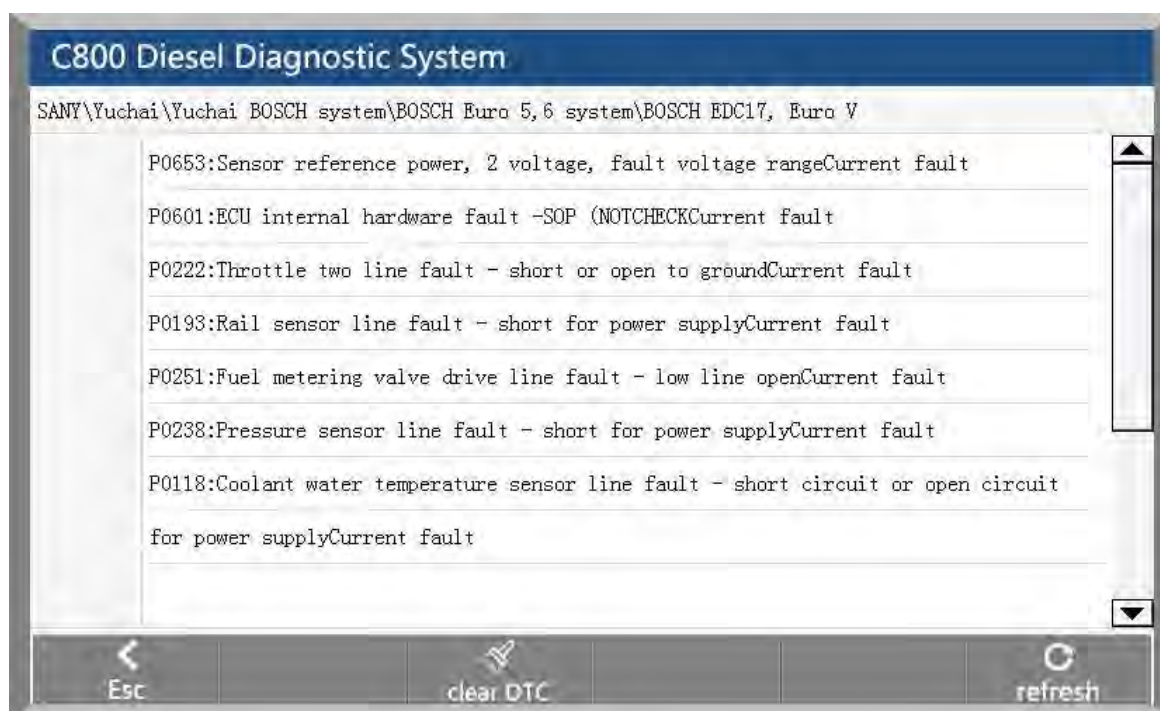 C800 Diesel Diagnostic System
SANY\Yuchai\Yuchai BOSCH system\BOSCH Euro 5,6 system\BOSCH EDC17, Euro V
P0653:Sensor reference power, 2 voltage, fault voltage rangeCurrent fault
P0601:ECU internal hardware fault -SOP (NOTCHECKCurrent fault
P0222:Throttle two line fault - short or open to groundCurrent fault
P0193:Rail sensor line fault - short for power supplyCurrent fault
P0251:Fuel metering valve drive line fault - low line openCurrent fault
P0238:Pressure sensor line fault - short for power supplyCurrent fault
P0118:Coolant water temperature sensor line fault - short circuit or open circuit
for power supplyCurrent fault
Esc
clear DTC
refresh